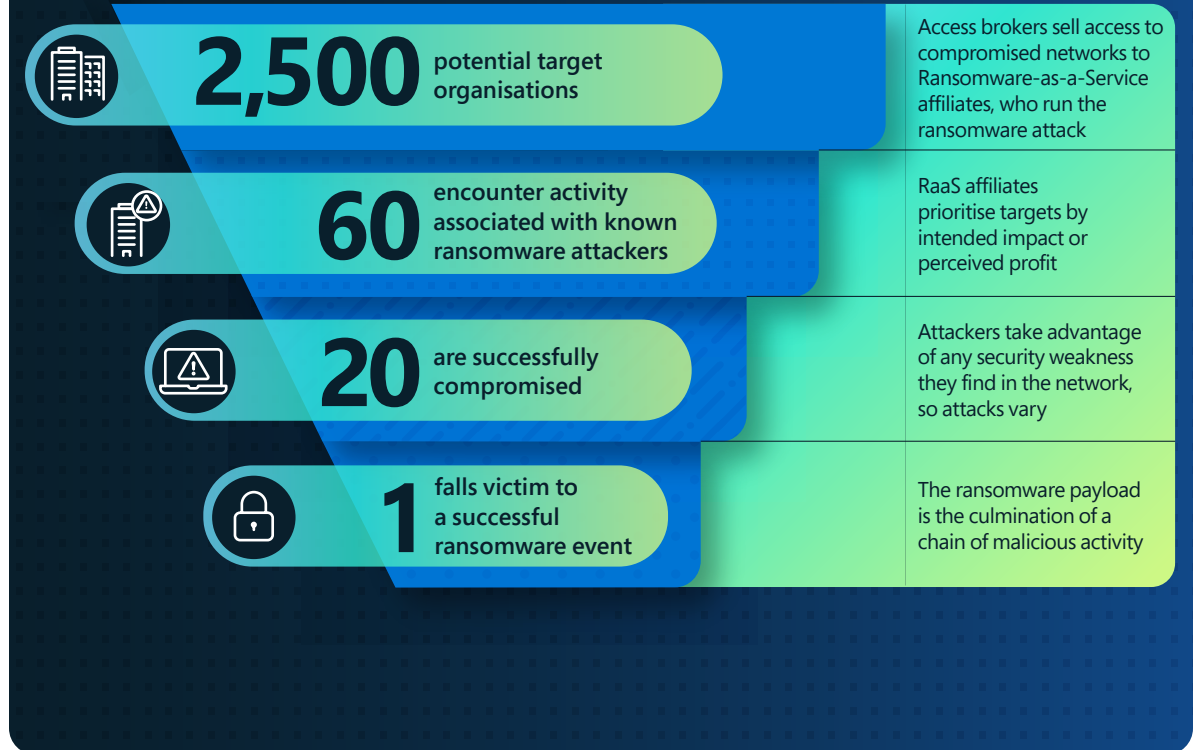 2,500
potential target
organisations
Access brokers sell access to
compromised networks to
Ransomware-as-a-Service
affiliates, who run the
ransomware attack
60
encounter activity
associated with known
ransomware attackers
RaaS affiliates
prioritise targets by
intended impact or
perceived profit
20
are successfully
compromised
Attackers take advantage
of any security weakness
they find in the network,
so attacks vary
1
falls victim to
a successful
ransomware event
The ransomware payload
is the culmination of a
chain of malicious activity